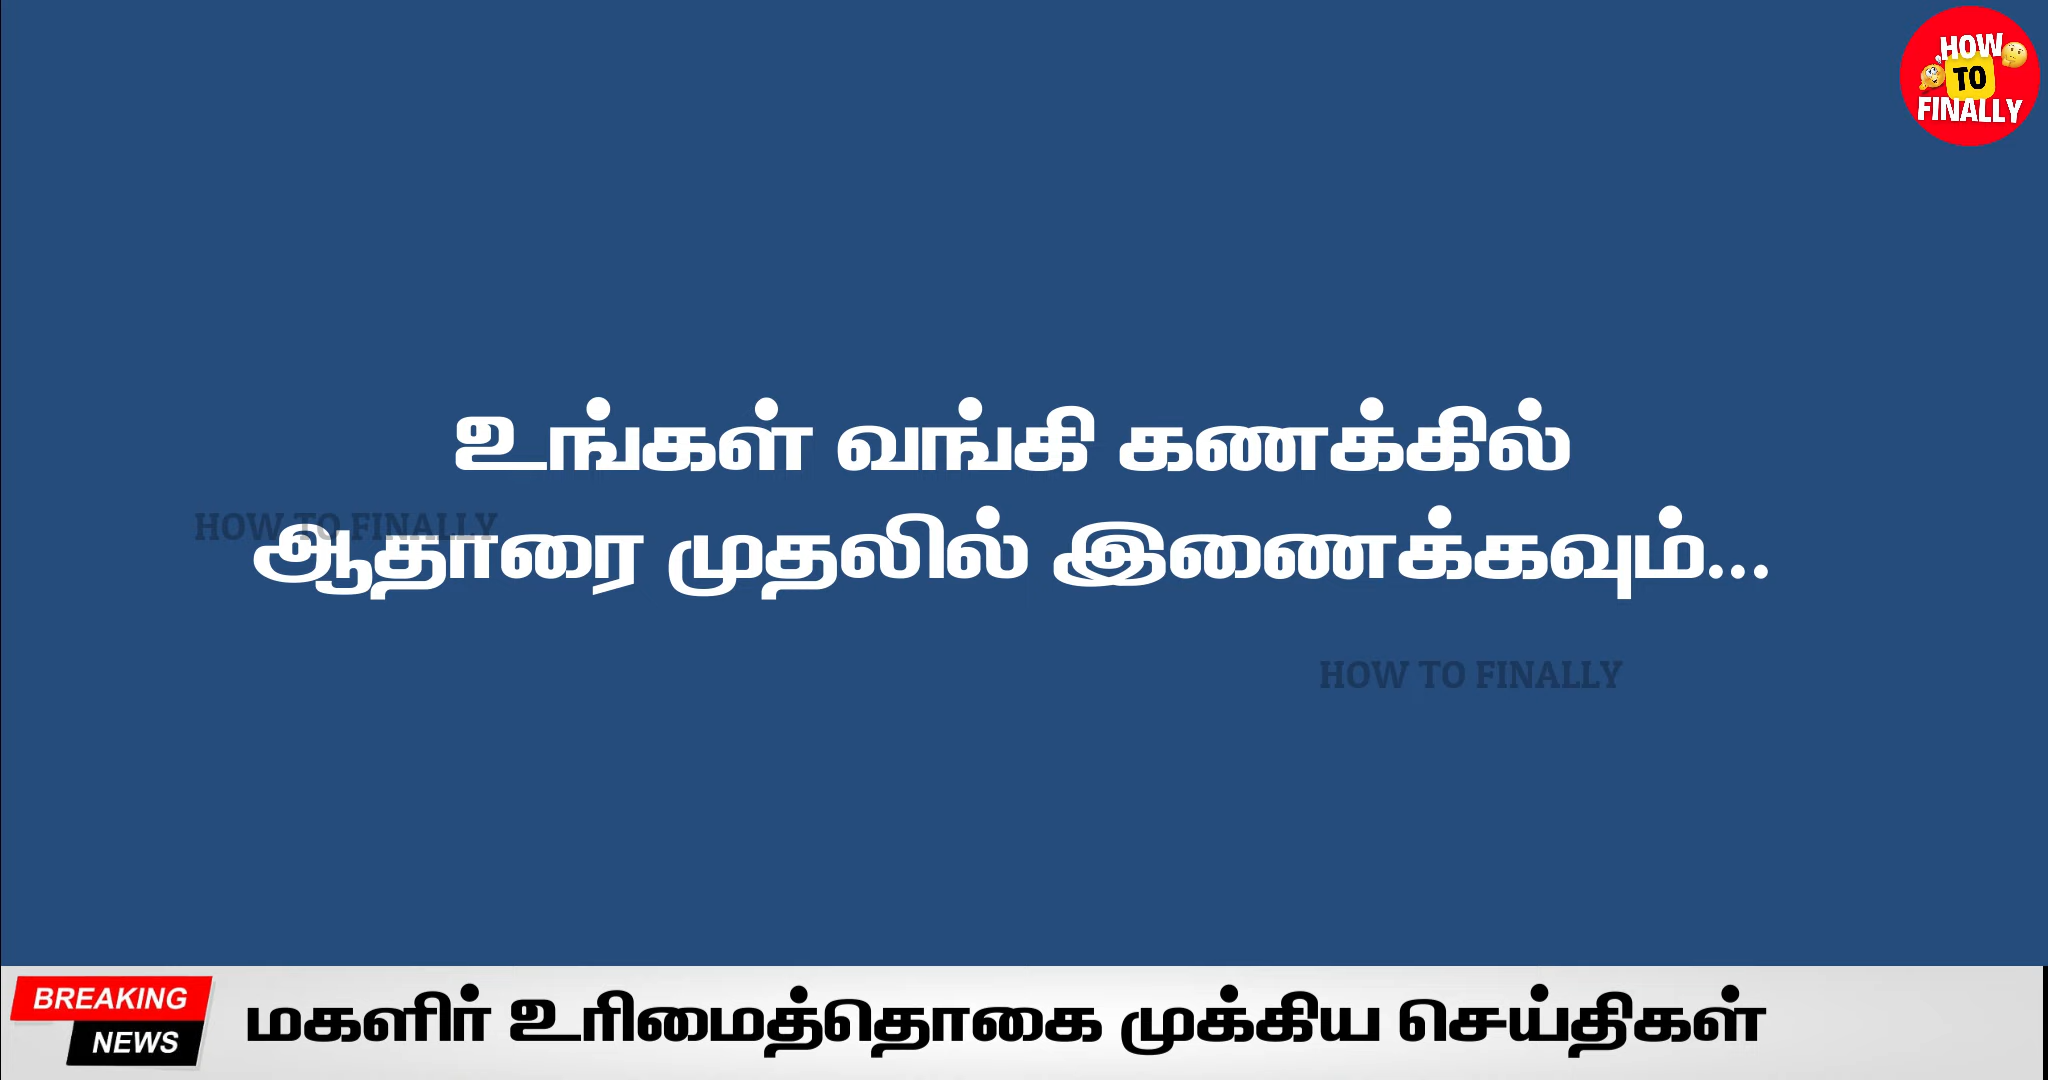 HOW
TO
FINALLY
உங்கள் வங்கி கணக்கில்
HOW TO FINALLY
ஆதாரை முதலில் இணைக்கவும்...
HOW TO FINALLY
BREAKING
NEWS
மகளிர் உரிமைத்தொகை முக்கிய செய்திகள்